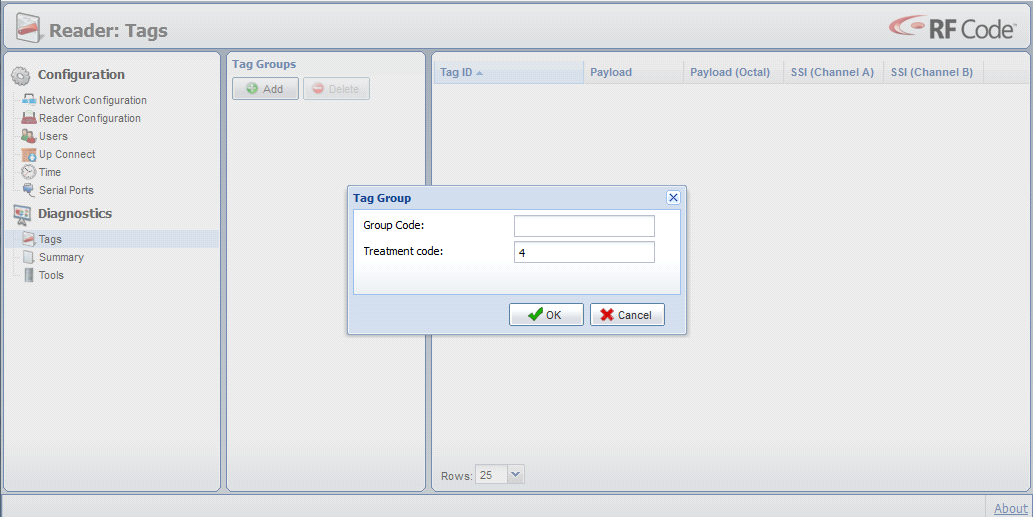 Reader: Tags
RF Code™
Configuration
Network Configuration
Reader Configuration
Users
Up Connect
Time
Serial Ports
Diagnostics
Tags
Summary
Tools
Tag Groups
Add
Delete
Tag ID
Payload
Payload (Octal)
SSI (Channel A)
SSI (Channel B)
Tag Group
Group Code:
Treatment code:
4
OK
Cancel
Rows:
25
About